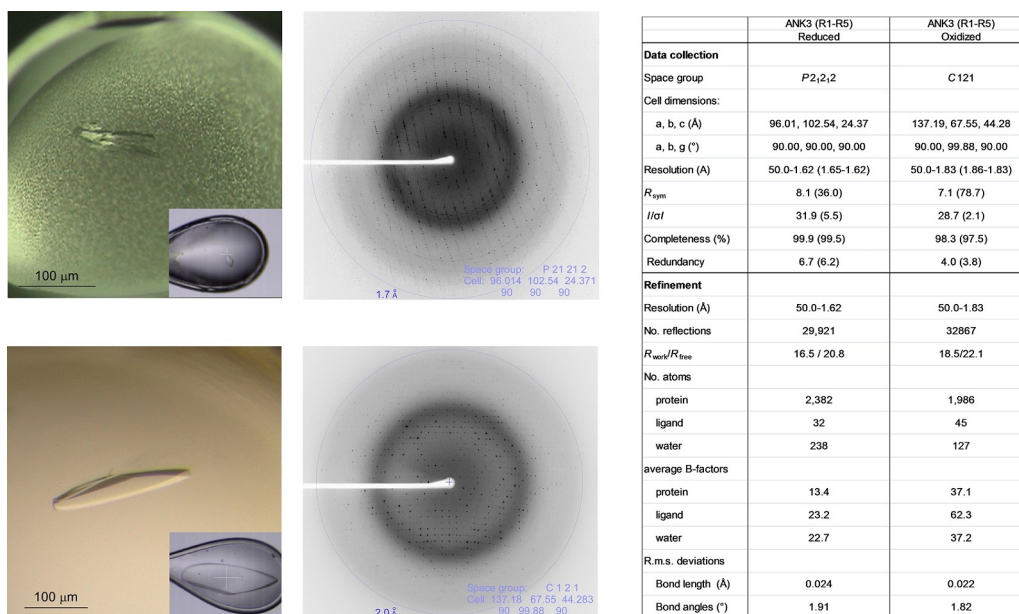 100 μm
Space group: P 21 21 2
Cell: 96.014 102.54 24.371
90 90 90
1.7 Å
100 μm
Space group: C 1 2 1
Cell: 137.18 67.55 44.283
90 99.88 90
2.0 Å
ANK3 (R1-R5) Reduced ANK3 (R1-R5) Oxidized
Data collection
Space group P2₁2₁2 C121
Cell dimensions:
a, b, c (Å) 96.01, 102.54, 24.37 137.19, 67.55, 44.28
a, b, g (°) 90.00, 90.00, 90.00 90.00, 99.88, 90.00
Resolution (A) 50.0-1.62 (1.65-1.62) 50.0-1.83 (1.86-1.83)
Rsym 8.1 (36.0) 7.1 (78.7)
I/σI 31.9 (5.5) 28.7 (2.1)
Completeness (%) 99.9 (99.5) 98.3 (97.5)
Redundancy 6.7 (6.2) 4.0 (3.8)
Refinement
Resolution (Å) 50.0-1.62 50.0-1.83
No. reflections 29,921 32867
Rwork/Rfree 16.5 / 20.8 18.5/22.1
No. atoms
protein 2,382 1,986
ligand 32 45
water 238 127
average B-factors
protein 13.4 37.1
ligand 23.2 62.3
water 22.7 37.2
R.m.s. deviations
Bond length (Å) 0.024 0.022
Bond angles (°) 1.91 1.82